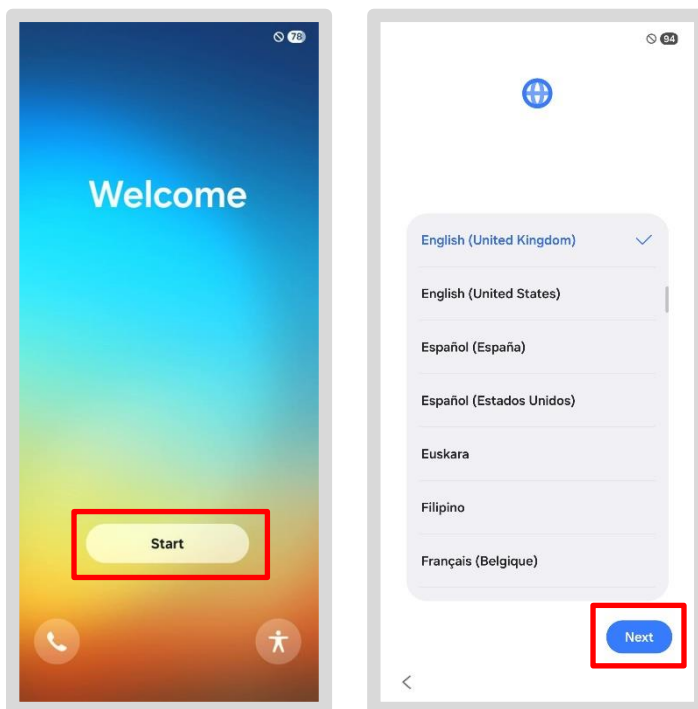 78
Welcome
Start
94
English (United Kingdom)
English (United States)
Español (España)
Español (Estados Unidos)
Euskara
Filipino
Français (Belgique)
Next